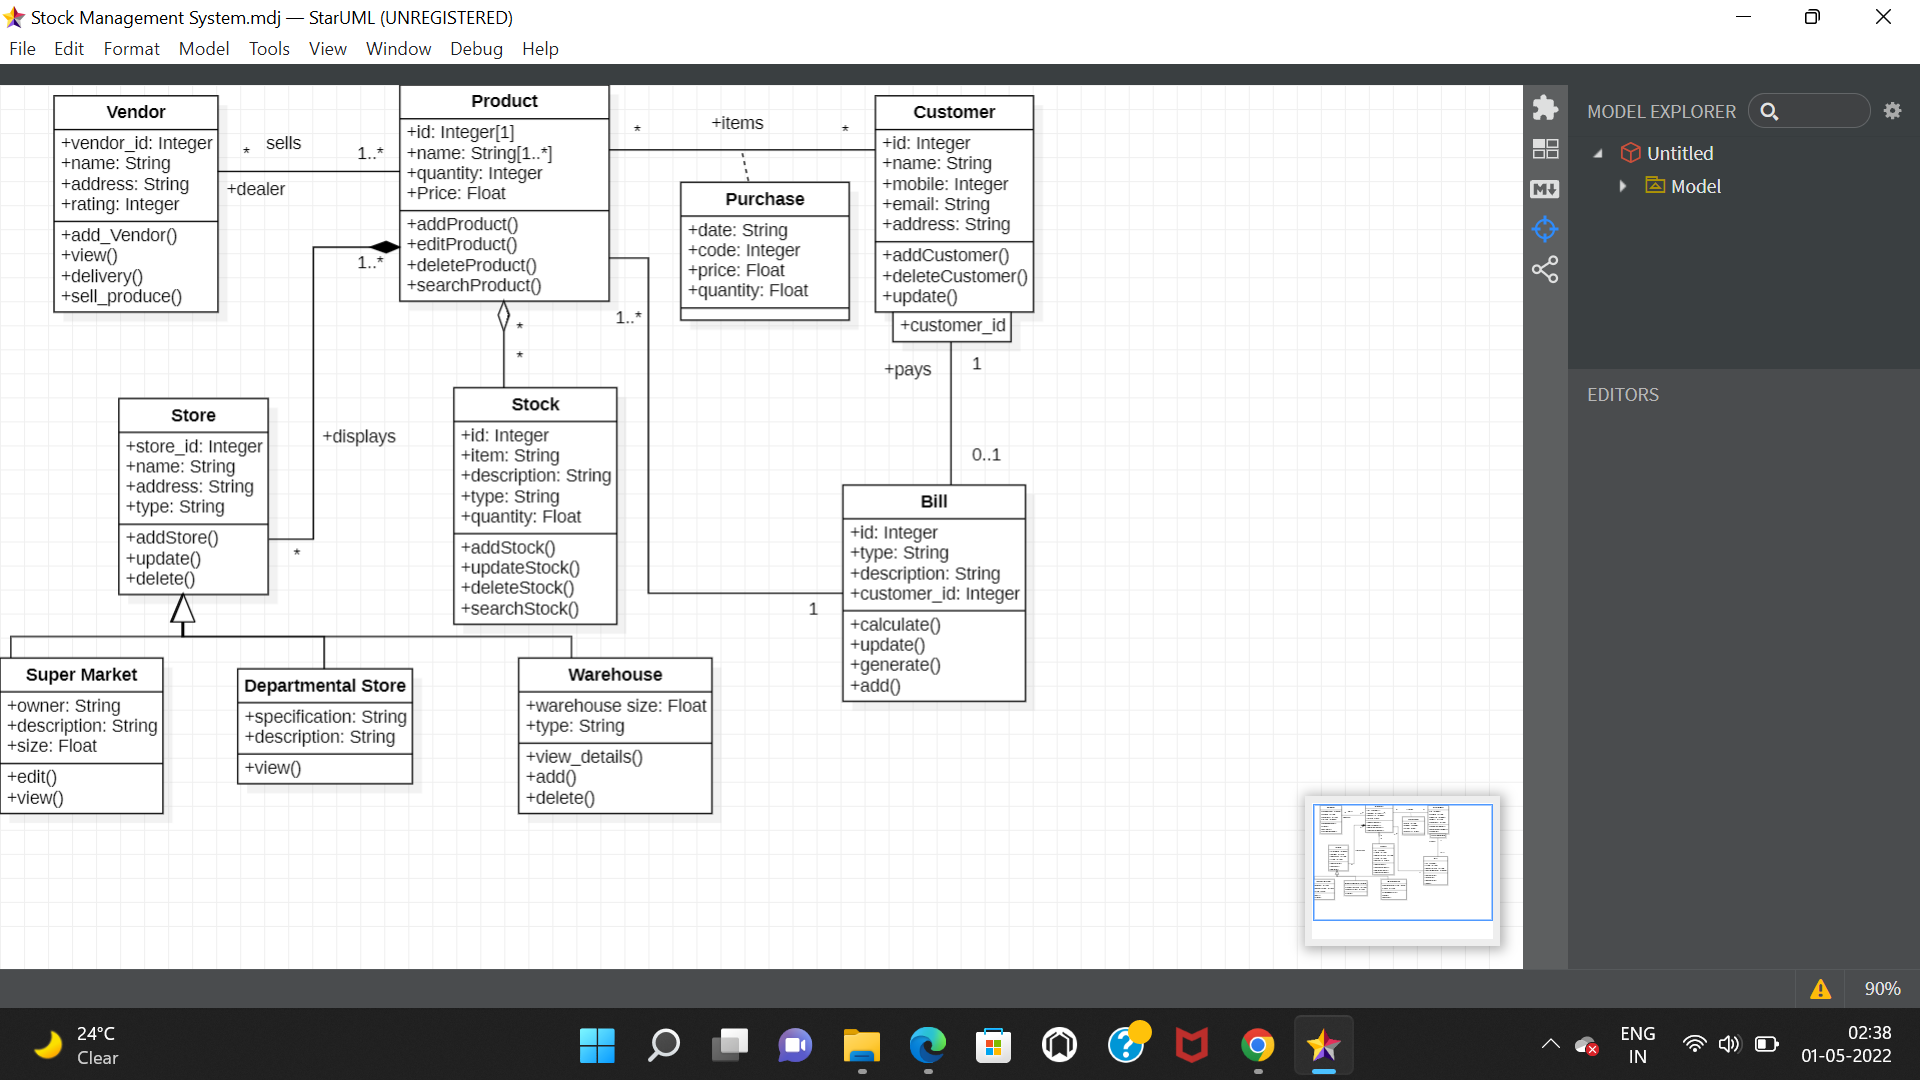 Stock Management System.mdj — StarUML (UNREGISTERED)
File Edit Format Model Tools View Window Debug Help
Vendor
+vendor_id: Integer
+name: String
+address: String
+rating: Integer
+add_Vendor()
+view()
+delivery()
+sell_produce()
* sells 1..*
+dealer
Product
+id: Integer[1]
+name: String[1..*]
+quantity: Integer
+Price: Float
+addProduct()
+editProduct()
+deleteProduct()
+searchProduct()
* +items *
Purchase
+date: String
+code: Integer
+price: Float
+quantity: Float
Customer
+id: Integer
+name: String
+mobile: Integer
+email: String
+address: String
+addCustomer()
+deleteCustomer()
+update()
+customer_id
+pays 1
0..1
1..*
*
*
1..*
+displays
*
1
Store
+store_id: Integer
+name: String
+address: String
+type: String
+addStore()
+update()
+delete()
Stock
+id: Integer
+item: String
+description: String
+type: String
+quantity: Float
+addStock()
+updateStock()
+deleteStock()
+searchStock()
Bill
+id: Integer
+type: String
+description: String
+customer_id: Integer
+calculate()
+update()
+generate()
+add()
Super Market
+owner: String
+description: String
+size: Float
+edit()
+view()
Departmental Store
+specification: String
+description: String
+view()
Warehouse
+warehouse size: Float
+type: String
+view_details()
+add()
+delete()
MODEL EXPLORER
Untitled
Model
EDITORS
90%
24°C
Clear
ENG
IN
02:38
01-05-2022